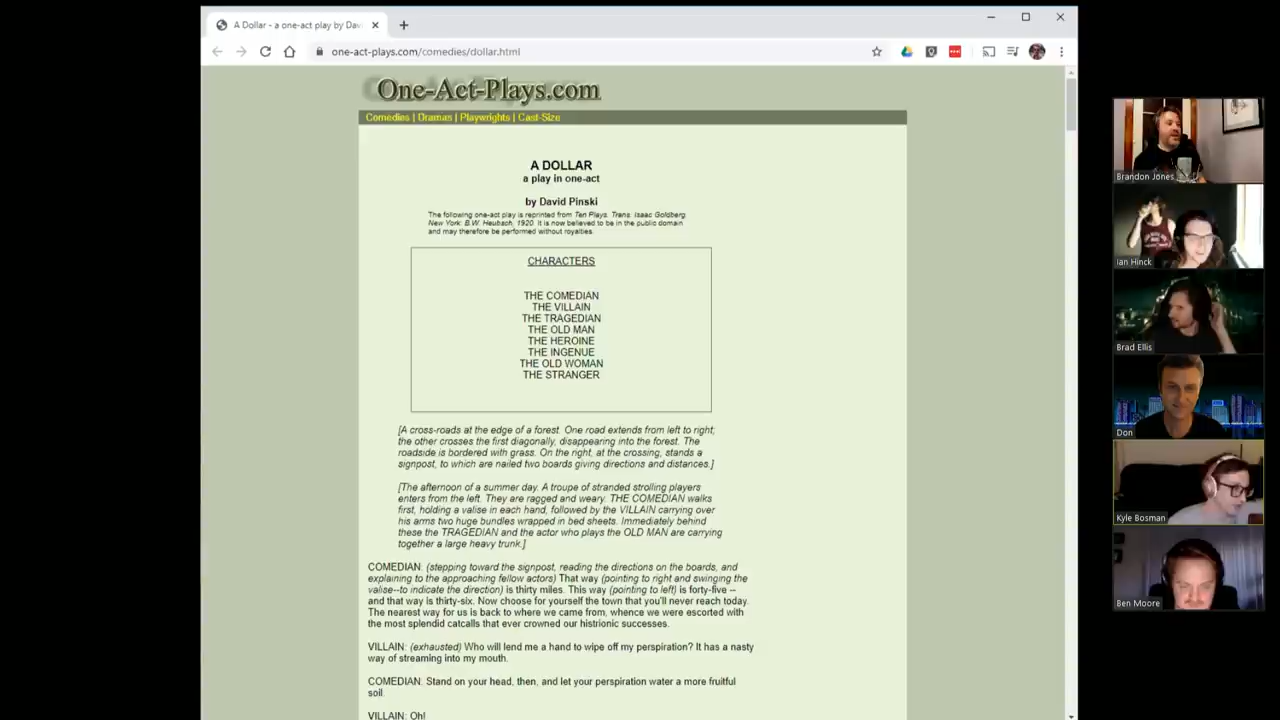 A Dollar - a one-act play by Dav
one-act-plays.com/comedies/dollar.html
One-Act-Plays.com
Comedies | Dramas | Playwrights | Cast-Size
A DOLLAR
a play in one-act
by David Pinski
The following one-act play is reprinted from Ten Plays. Trans. Isaac Goldberg.
New York: B.W. Heubsch, 1920. It is now believed to be in the public domain
and may therefore be performed without royalties.
CHARACTERS
THE COMEDIAN
THE VILLAIN
THE TRAGEDIAN
THE OLD MAN
THE HEROINE
THE INGENUE
THE OLD WOMAN
THE STRANGER
[A cross-roads at the edge of a forest. One road extends from left to right;
the other crosses the first diagonally, disappearing into the forest. The
roadside is bordered with grass. On the right, at the crossing, stands a
signpost, to which are nailed two boards giving directions and distances.]
[The afternoon of a summer day. A troupe of stranded strolling players
enters from the left. They are ragged and weary. THE COMEDIAN walks
first, holding a valise in each hand, followed by the VILLAIN carrying over
his arms two huge bundles wrapped in bed sheets. Immediately behind
these the TRAGEDIAN and the actor who plays the OLD MAN are carrying
together a large heavy trunk.]
COMEDIAN: (stepping toward the signpost, reading the directions on the boards, and
explaining to the approaching fellow actors) That way (pointing to right and swinging the
valise--to indicate the direction) is thirty miles. This way (pointing to left) is forty-five --
and that way is thirty-six. Now choose for yourself the town that you'll never reach today.
The nearest way for us is back to where we came from, whence we were escorted with
the most splendid catcalls that ever crowned our histrionic successes.
VILLAIN: (exhausted) Who will lend me a hand to wipe off my perspiration? It has a nasty
way of streaming into my mouth.
COMEDIAN: Stand on your head, then, and let your perspiration water a more fruitful
soil.
VILLAIN: Oh!
Brandon Jones
Ian Hinck
Brad Ellis
Don
Kyle Bosman
Ben Moore